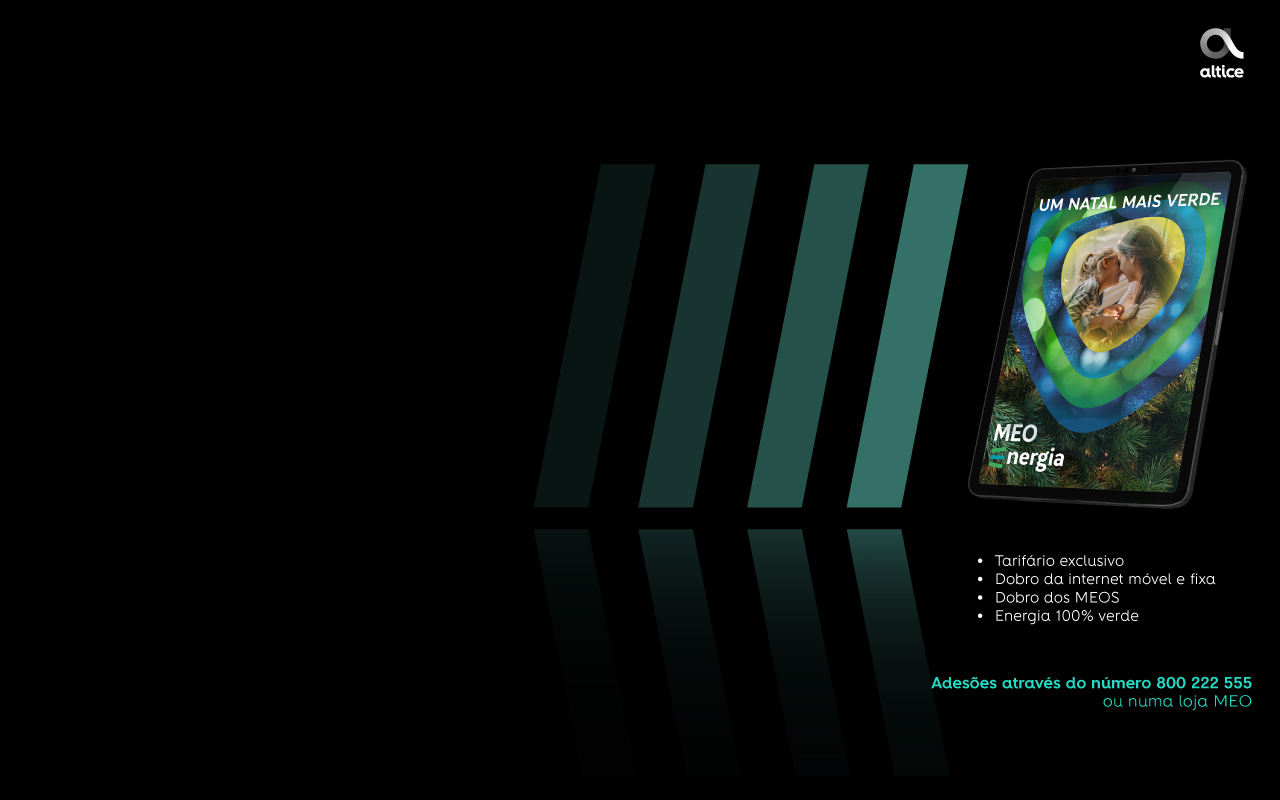 altice
UM NATAL MAIS VERDE
MEO
Energia
• Tarifário exclusivo
• Dobro da internet móvel e fixa
• Dobro dos MEOS
• Energia 100% verde
Adesões através do número 800 222 555
ou numa loja MEO